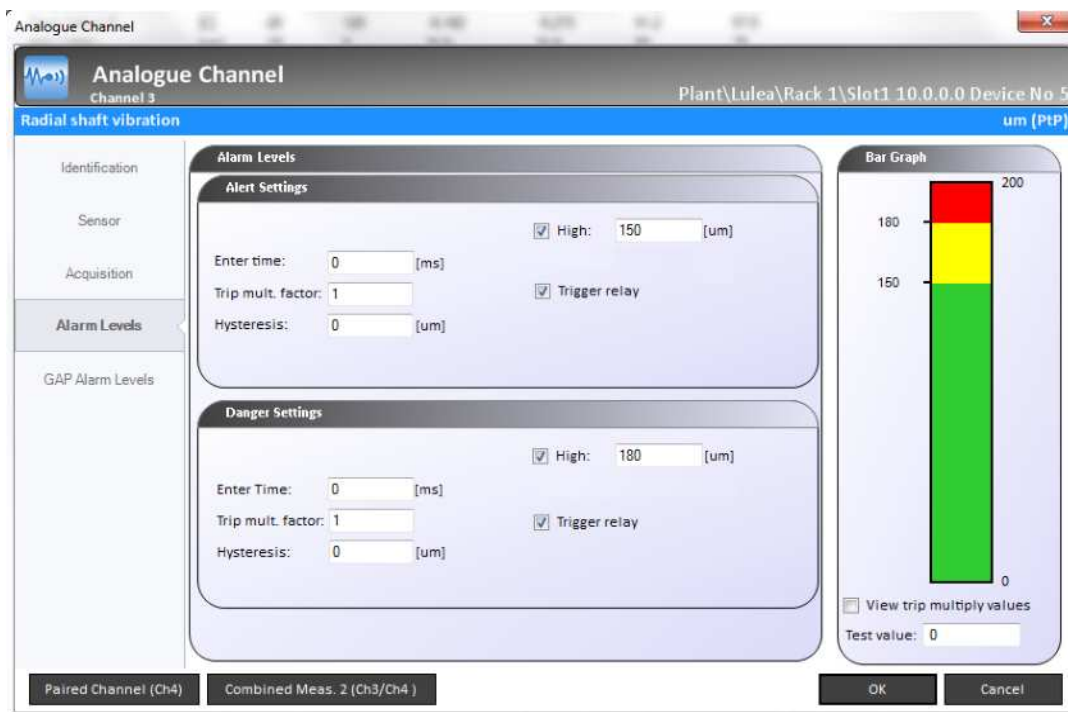 Analogue Channel
Analogue Channel
Channel 3
Plant\Lulea\Rack 1\Slot1 10.0.0.0 Device No 5
Radial shaft vibration
um (PtP)
Identification
Sensor
Acquisition
Alarm Levels
GAP Alarm Levels
Alarm Levels
Alert Settings
High: 150 [um]
Enter time: 0 [ms]
Trip mult. factor: 1
Trigger relay
Hysteresis: 0 [um]
Danger Settings
High: 180 [um]
Enter Time: 0 [ms]
Trip mult. factor: 1
Trigger relay
Hysteresis: 0 [um]
Bar Graph
200
180
150
0
View trip multiply values
Test value: 0
Paired Channel (Ch4)
Combined Meas. 2 (Ch3/Ch4 )
OK
Cancel